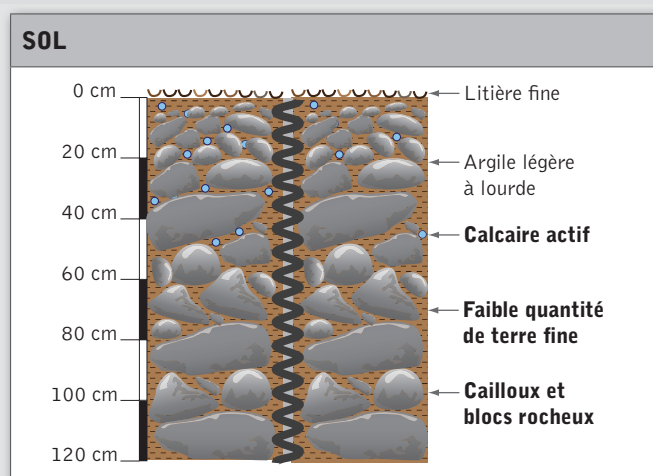 SOL
0 cm
Litière fine
20 cm
Argile légère
à lourde
40 cm
Calcaire actif
60 cm
Faible quantité
de terre fine
80 cm
100 cm
Cailloux et
blocs rocheux
120 cm